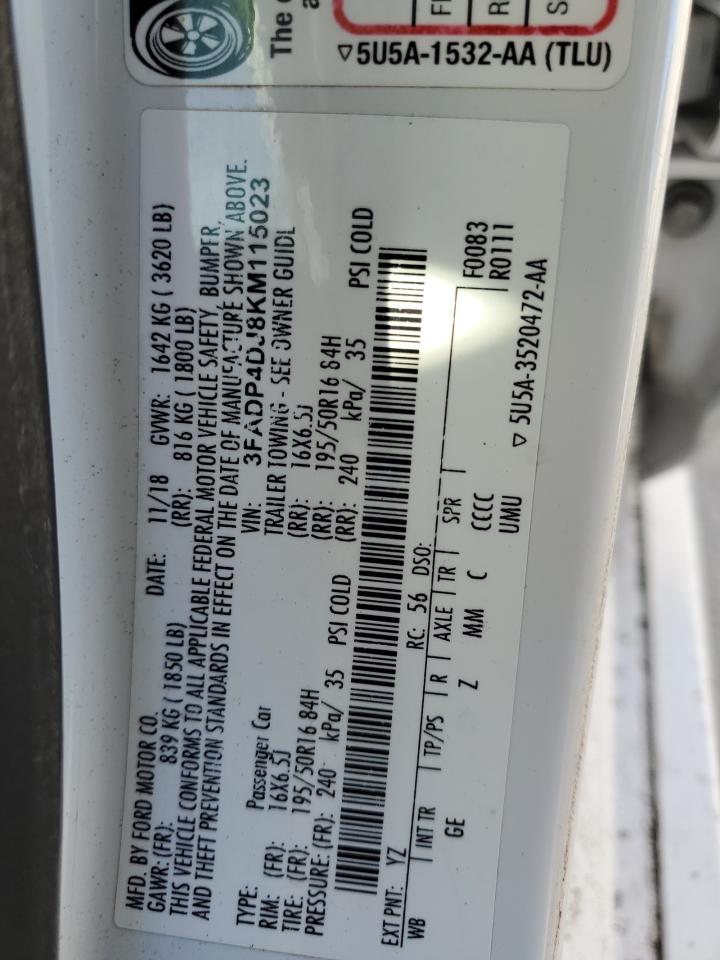 The
a
FI
R
S
▽5U5A-1532-AA (TLU)
MFD. BY FORD MOTOR CO.
DATE: 11/18 GVWR: 1642 KG ( 3620 LB)
GAWR: (FR): 839 KG ( 1850 LB) (RR): 816 KG ( 1800 LB)
THIS VEHICLE CONFORMS TO ALL APPLICABLE FEDERAL MOTOR VEHICLE SAFETY, BUMPER,
AND THEFT PREVENTION STANDARDS IN EFFECT ON THE DATE OF MANUFACTURE SHOWN ABOVE.
VIN: 3FADP4DJ8KM115023
TYPE: Passenger Car TRAILER TOWING - SEE OWNER GUIDE
RIM: (FR): 16X6.5J (RR): 16X6.5J
TIRE: (FR): 195/50R16 84H (RR): 195/50R16 84H
PRESSURE: (FR): 240 kPa/ 35 PSI COLD (RR): 240 kPa/ 35 PSI COLD
EXT PNT: YZ RC: 56 DSO: F0083
WB INT TR TP/PS R AXLE TR SPR R0111
GE Z MM C CCCC
UMU
▽ 5U5A-3520472-AA